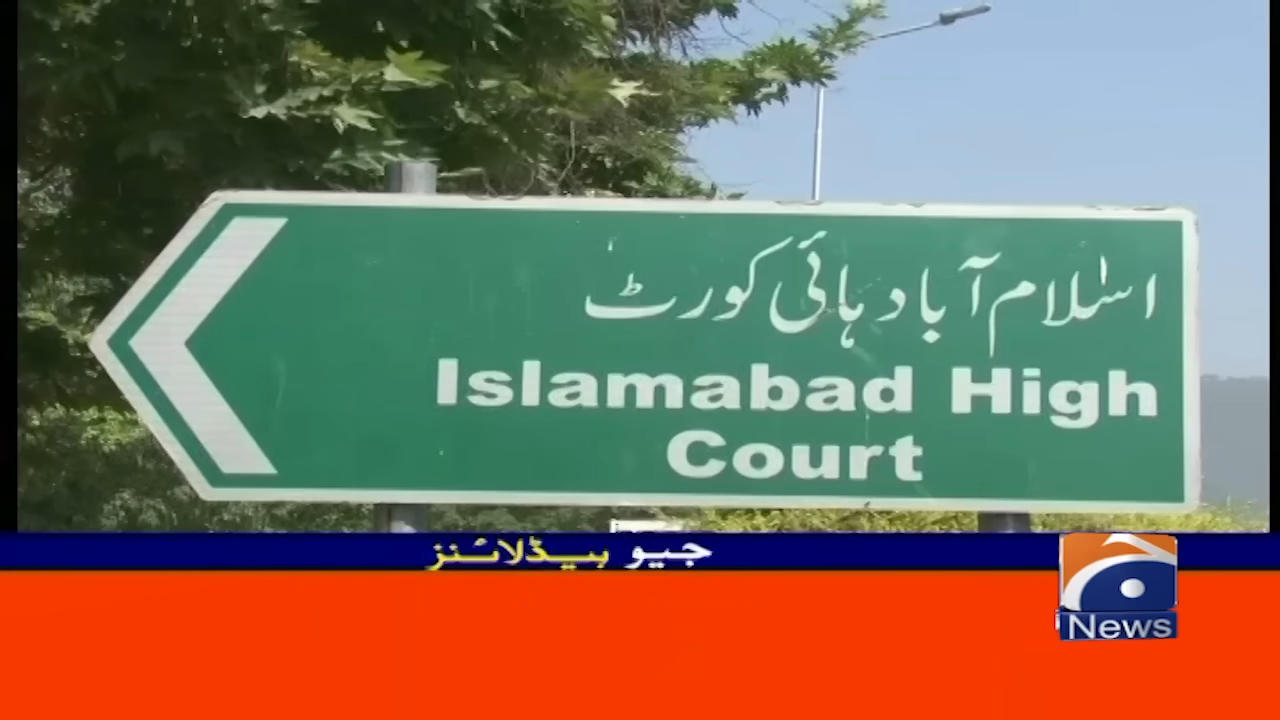 اسلام آباد ہائی کورٹ
Islamabad High
Court
جیو ہیڈلائنز
News